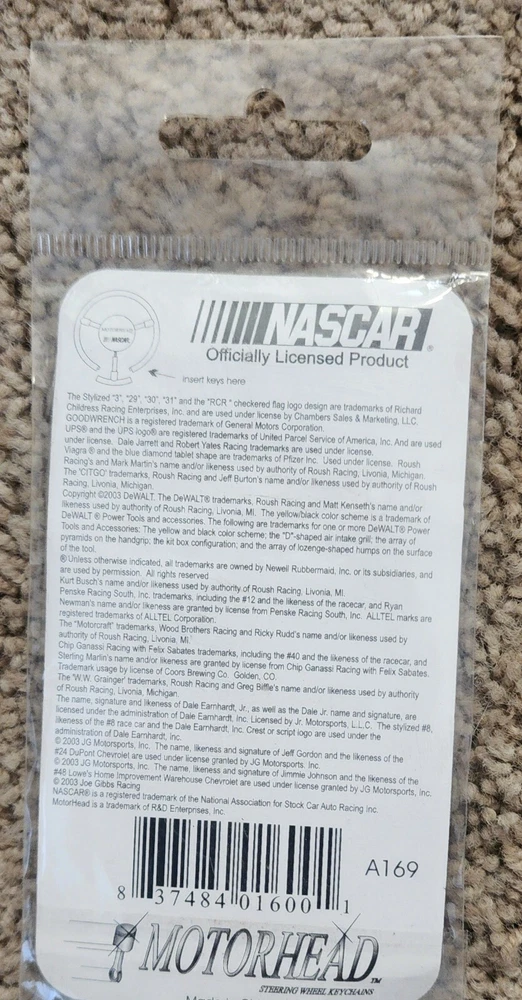 NASCAR®
Officially Licensed Product
insert keys here
The Stylized "3", "29", "30", "31" and the "RCR " checkered flag logo design are trademarks of Richard
Childress Racing Enterprises, Inc. and are used under license by Chambers Sales & Marketing, LLC.
GOODWRENCH is a registered trademark of General Motors Corporation.
UPS® and the UPS logo® are registered trademarks of United Parcel Service of America, Inc. And are used
under license. Dale Jarrett and Robert Yates Racing trademarks are used under license.
Viagra ® and the blue diamond tablet shape are trademarks of Pfizer Inc. Used under license. Roush
Racing's and Mark Martin's name and/or likeness used by authority of Roush Racing, Livonia, Michigan.
The "CITGO" trademarks, Roush Racing and Jeff Burton's name and/or likeness used by authority of Roush
Racing, Livonia, Michigan.
Copyright ©2003 DeWALT. The DeWALT® trademarks, Roush Racing and Matt Kenseth's name and/or
likeness used by authority of Roush Racing, Livonia, MI. The yellow/black color scheme is a trademark of
DeWALT ® Power Tools and accessories. The following are trademarks for one or more DeWALT® Power
Tools and Accessories: The yellow and black color scheme; the "D"-shaped air intake grill; the array of
pyramids on the handgrip; the kit box configuration; and the array of lozenge-shaped humps on the surface
of the tool.
® Unless otherwise indicated, all trademarks are owned by Newell Rubbermaid, Inc. or its subsidiaries, and
are used by permission. All rights reserved.
Kurt Busch's name and/or likeness used by authority of Roush Racing, Livonia, MI.
Penske Racing South, Inc. trademarks, including the #12 and the likeness of the racecar, and Ryan
Newman's name and/or likeness are granted by license from Penske Racing South, Inc. ALLTEL marks are
registered trademarks of ALLTEL Corporation.
The "Motorcraft" trademarks, Wood Brothers Racing and Ricky Rudd's name and/or likeness used by
authority of Roush Racing, Livonia, MI.
Chip Ganassi Racing with Felix Sabates trademarks, including the #40 and the likeness of the racecar, and
Sterling Marlin's name and/or likeness are granted by license from Chip Ganassi Racing with Felix Sabates.
Trademark usage by license of Coors Brewing Co. Golden, CO.
The 'W.W. Grainger' trademarks, Roush Racing and Greg Biffle's name and/or likeness used by authority
of Roush Racing, Livonia, Michigan.
The name, signature and likeness of Dale Earnhardt, Jr., as well as the Dale Jr. name and signature, are
licensed under the administration of Dale Earnhardt, Inc. Licensed by Jr. Motorsports, L.L.C. The stylized #8,
likeness of the #8 race car and the Dale Earnhardt, Inc. Crest or script logo are used under the
administration of Dale Earnhardt, Inc.
© 2003 JG Motorsports, Inc. The name, likeness and signature of Jeff Gordon and the likeness of the
#24 DuPont Chevrolet are used under license granted by JG Motorsports, Inc.
© 2003 JG Motorsports, Inc. The name, likeness and signature of Jimmie Johnson and the likeness of the
#48 Lowe's Home Improvement Warehouse Chevrolet are used under license granted by JG Motorsports, Inc.
© 2003 Joe Gibbs Racing
NASCAR® is a registered trademark of the National Association for Stock Car Auto Racing Inc.
MotorHead is a trademark of R&D Enterprises, Inc.
A169
8 37484 01600 1
MOTORHEAD™
STEERING WHEEL KEYCHAINS